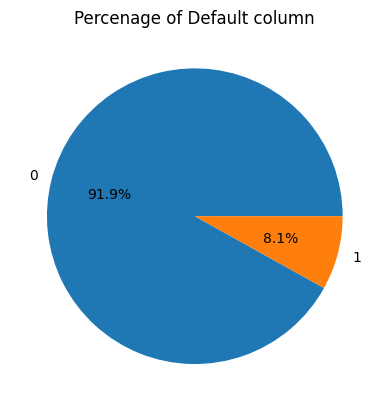 Percenage of Default column
0
91.9%
8.1%
1